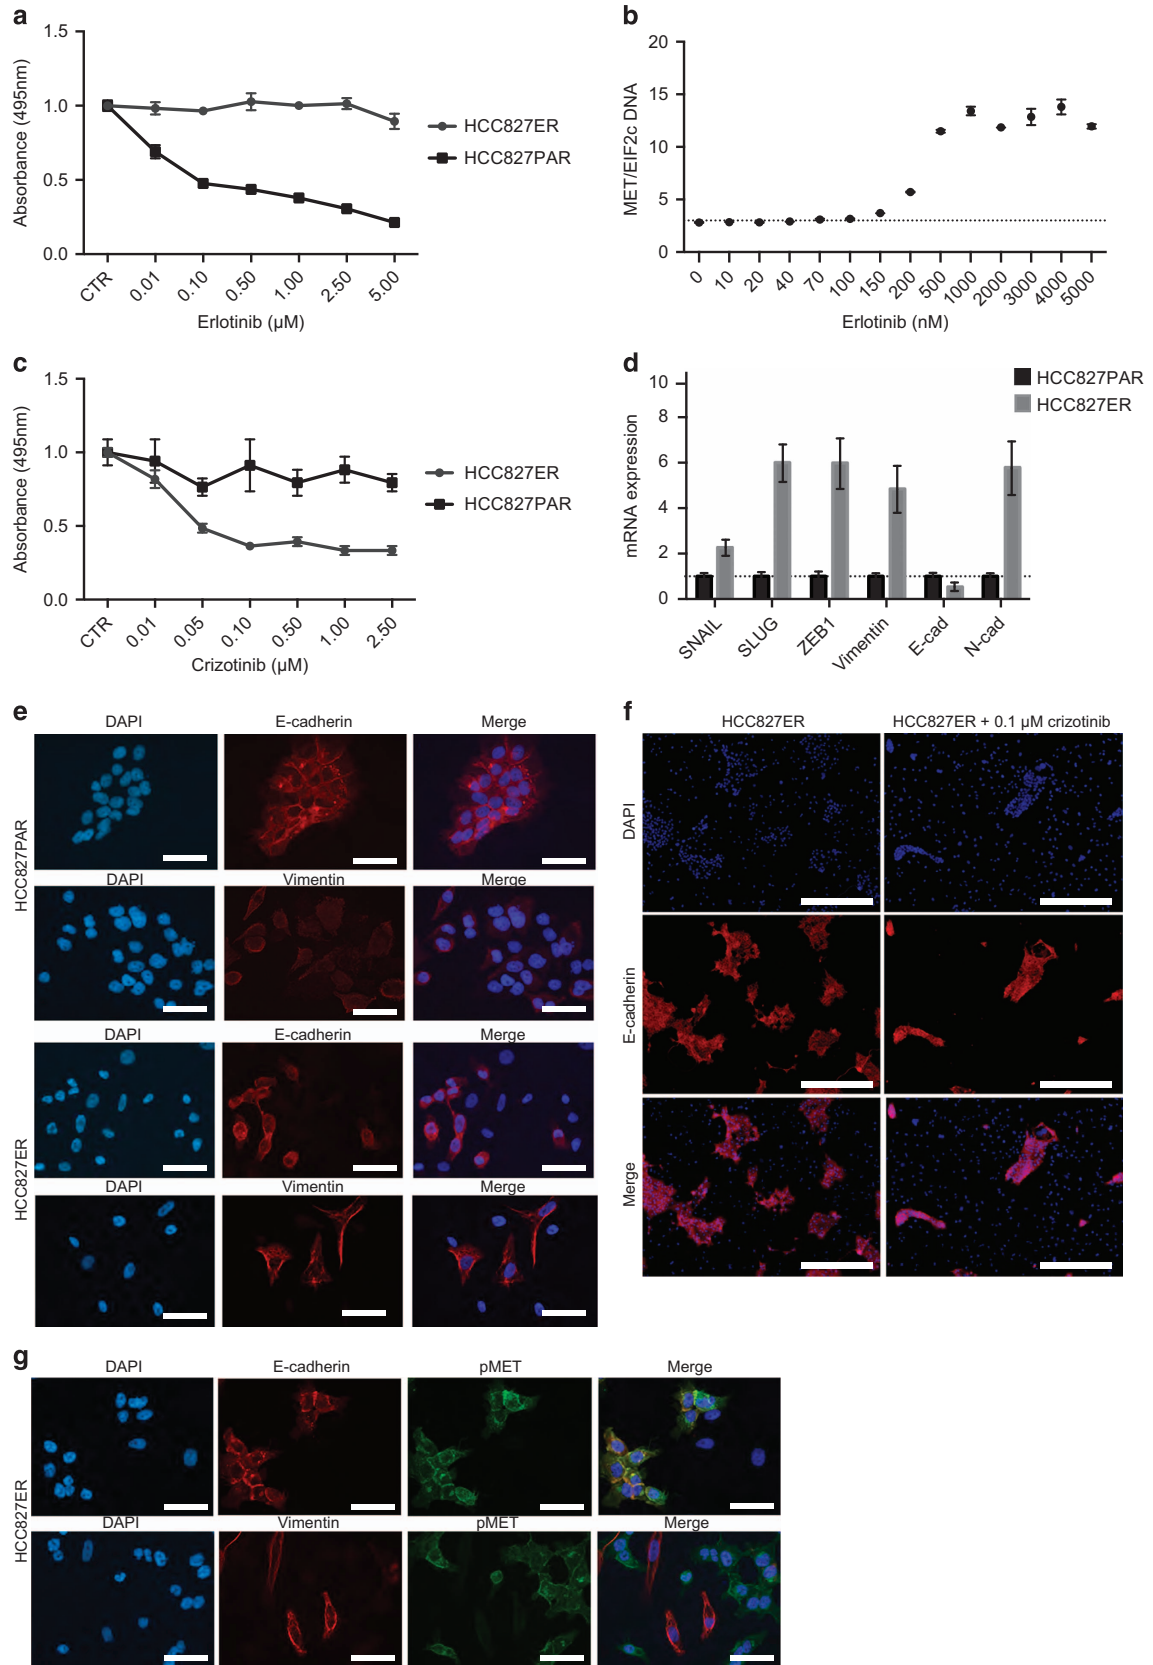 a
1.5
1.0
0.5
0.0
Absorbance (495nm)
CTR
0.01
0.10
0.50
1.00
2.50
5.00
Erlotinib (µM)
HCC827ER
HCC827PAR
b
20
15
10
5
0
MET/EIF2c DNA
0
10
20
40
70
100
150
200
500
1000
2000
3000
4000
5000
Erlotinib (nM)
c
1.5
1.0
0.5
0.0
Absorbance (495nm)
CTR
0.01
0.05
0.10
0.50
1.00
2.50
Crizotinib (µM)
HCC827ER
HCC827PAR
d
10
8
6
4
2
0
mRNA expression
SNAIL
SLUG
ZEB1
Vimentin
E-cad
N-cad
HCC827PAR
HCC827ER
e
HCC827PAR
DAPI E-cadherin Merge
DAPI Vimentin Merge
HCC827ER
DAPI E-cadherin Merge
DAPI Vimentin Merge
f
HCC827ER HCC827ER + 0.1 µM crizotinib
DAPI
E-cadherin
Merge
g
HCC827ER
DAPI E-cadherin pMET Merge
DAPI Vimentin pMET Merge